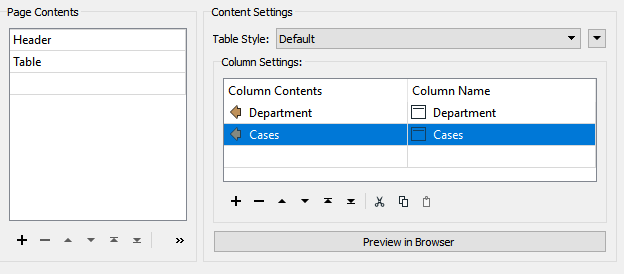 Page Contents
Header
Table
Content Settings
Table Style: Default
Column Settings:
Column Contents Column Name
Department Department
Cases Cases
Preview in Browser